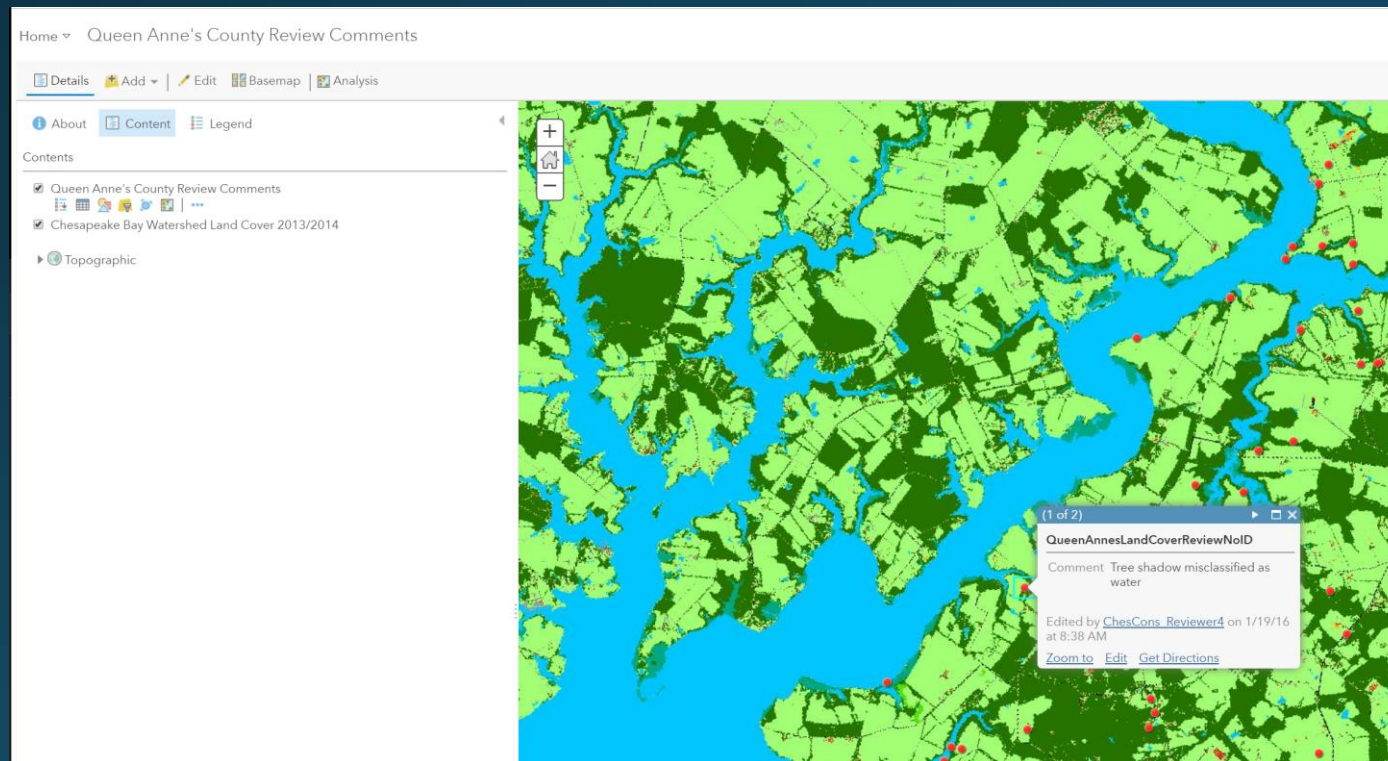 Home Queen Anne's County Review Comments
Details Add Edit Basemap Analysis
About Content Legend
Contents
Queen Anne's County Review Comments
Chesapeake Bay Watershed Land Cover 2013/2014
Topographic
(1 of 2)
QueenAnnesLandCoverReviewNoID
Comment Tree shadow misclassified as
water
Edited by ChesCons_Reviewer4 on 1/19/16
at 8:38 AM
Zoom to Edit Get Directions